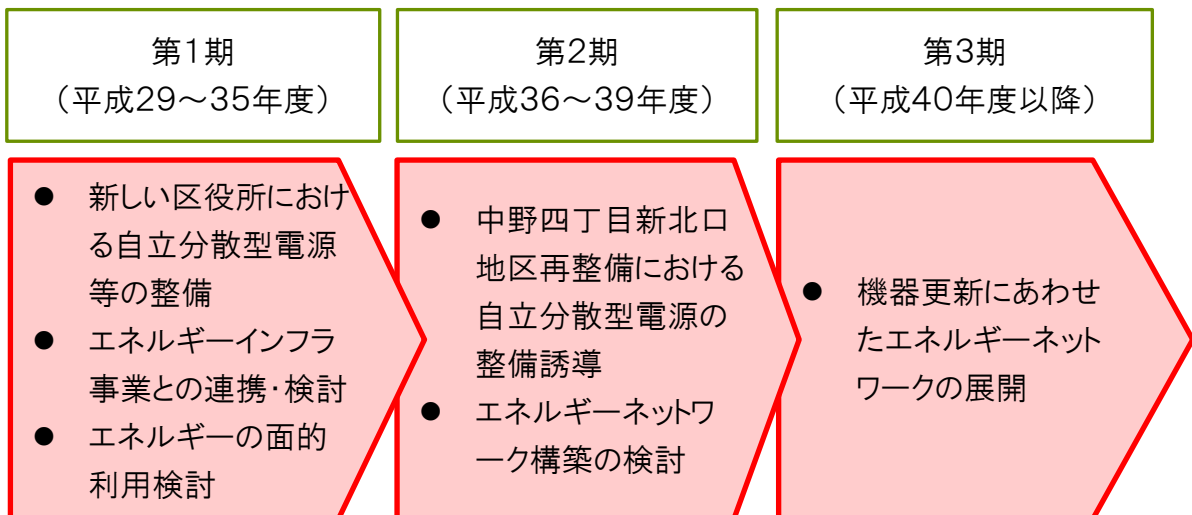 第1期
（平成29～35年度）
● 新しい区役所におけ
る自立分散型電源
等の整備
● エネルギーインフラ
事業との連携･検討
● エネルギーの面的
利用検討
第2期
（平成36～39年度）
● 中野四丁目新北口
地区再整備における
自立分散型電源の
整備誘導
● エネルギーネットワ
ーク構築の検討
第3期
（平成40年度以降）
● 機器更新にあわせ
たエネルギーネット
ワークの展開